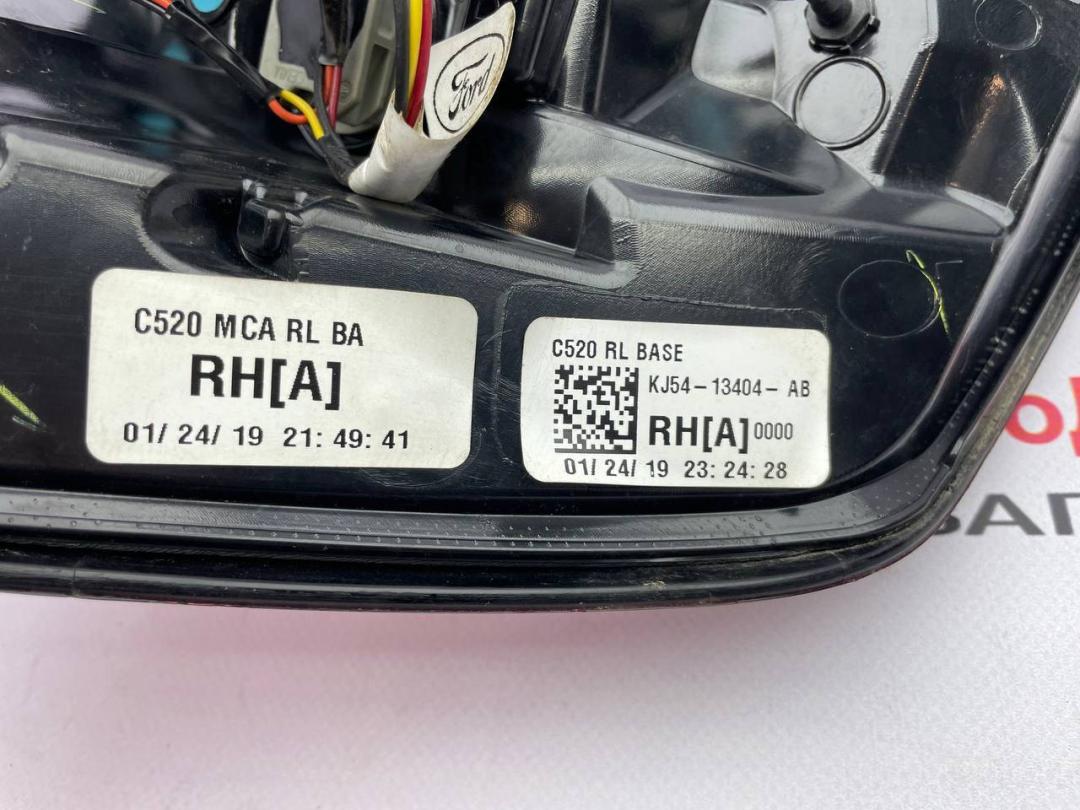 Ford
C520 MCA RL BA
RH[A]
01/ 24/ 19 21: 49: 41
C520 RL BASE
KJ54-13404-AB
RH[A] 0000
01/ 24/ 19 23: 24: 28